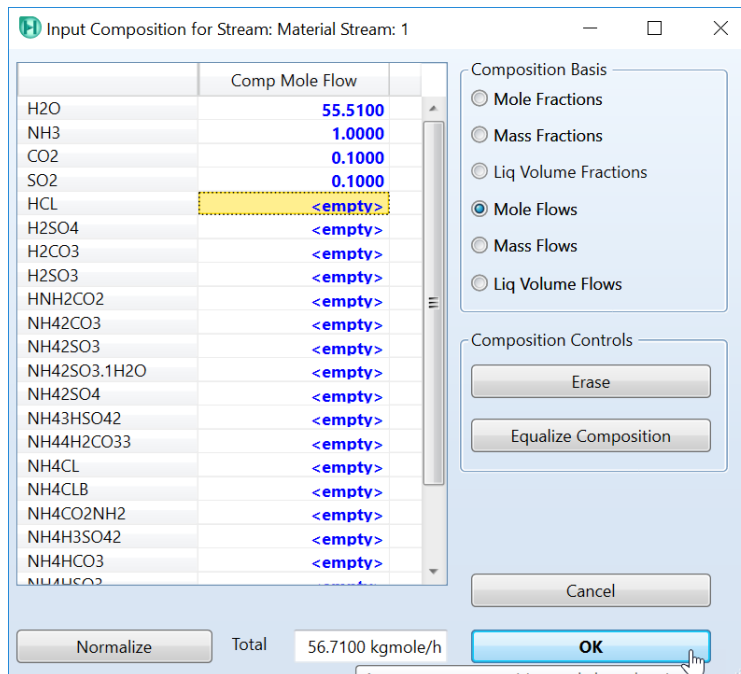 Input Composition for Stream: Material Stream: 1
Comp Mole Flow
H2O 55.5100
NH3 1.0000
CO2 0.1000
SO2 0.1000
HCL <empty>
H2SO4 <empty>
H2CO3 <empty>
H2SO3 <empty>
HNH2CO2 <empty>
NH42CO3 <empty>
NH42SO3 <empty>
NH42SO3.1H2O <empty>
NH42SO4 <empty>
NH43HSO42 <empty>
NH44H2CO33 <empty>
NH4CL <empty>
NH4CLB <empty>
NH4CO2NH2 <empty>
NH4H3SO42 <empty>
NH4HCO3 <empty>
Normalize Total 56.7100 kgmole/h
Composition Basis
Mole Fractions
Mass Fractions
Liq Volume Fractions
Mole Flows
Mass Flows
Liq Volume Flows
Composition Controls
Erase
Equalize Composition
Cancel
OK